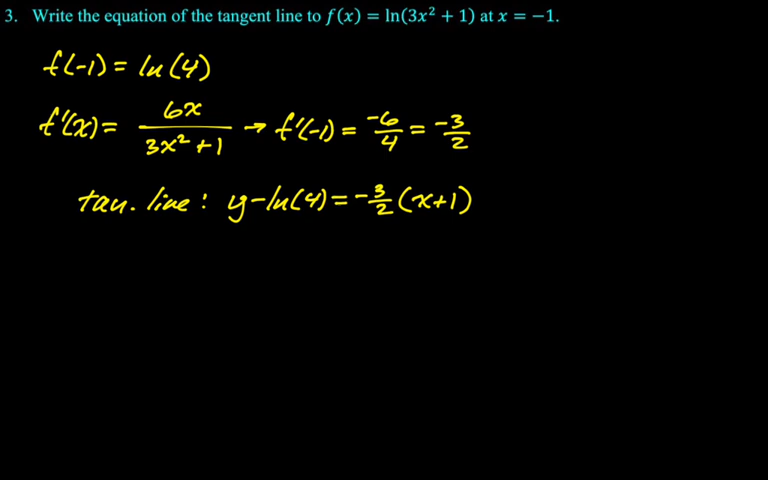 3. Write the equation of the tangent line to f(x) = ln(3x² + 1) at x = −1.
f(-1) = ln(4)
f'(x) = 6x / 3x² + 1 → f'(-1) = -6/4 = -3/2
tan. line : y - ln(4) = -3/2 (x+1)